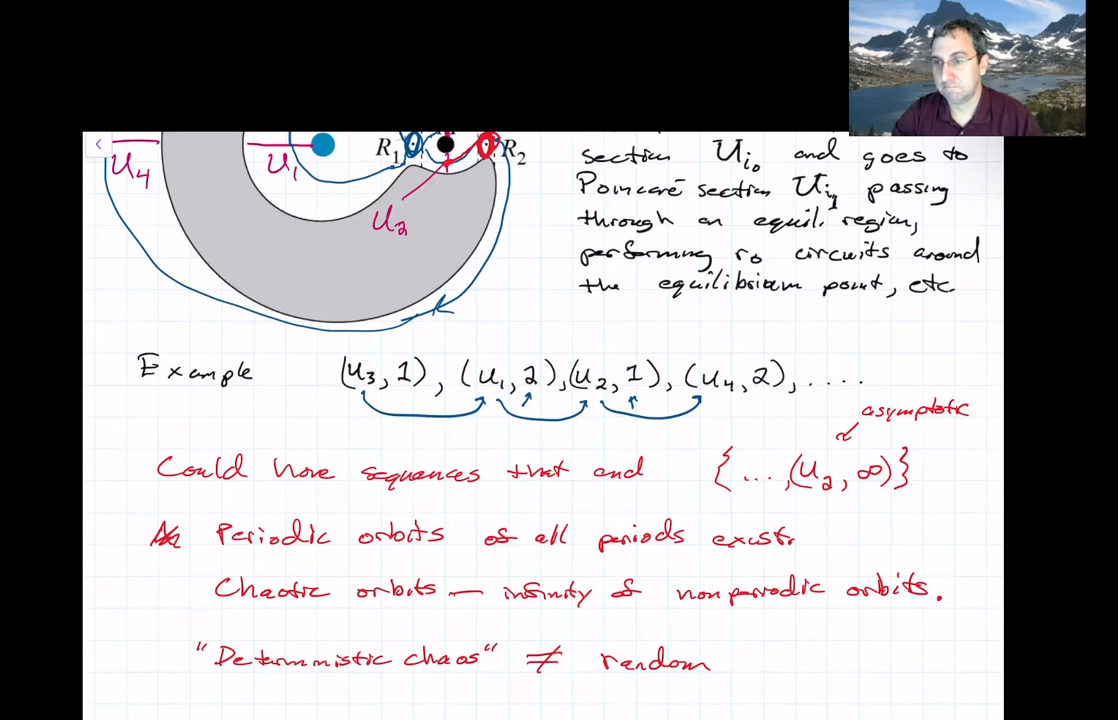 U4
U1
R1
R2
U2
section Ui0 and goes to
Poincaré section Ui1 passing
through an equil. region,
performing r0 circuits around
the equilibrium point, etc
Example (U3, 1), (U1, 2), (U2, 1), (U4, 2), ....
asymptotic
Could have sequences that end {..., (U2, ∞)}
Periodic orbits of all periods exist.
Chaotic orbits — infinity of nonperiodic orbits.
"Deterministic chaos" ≠ random